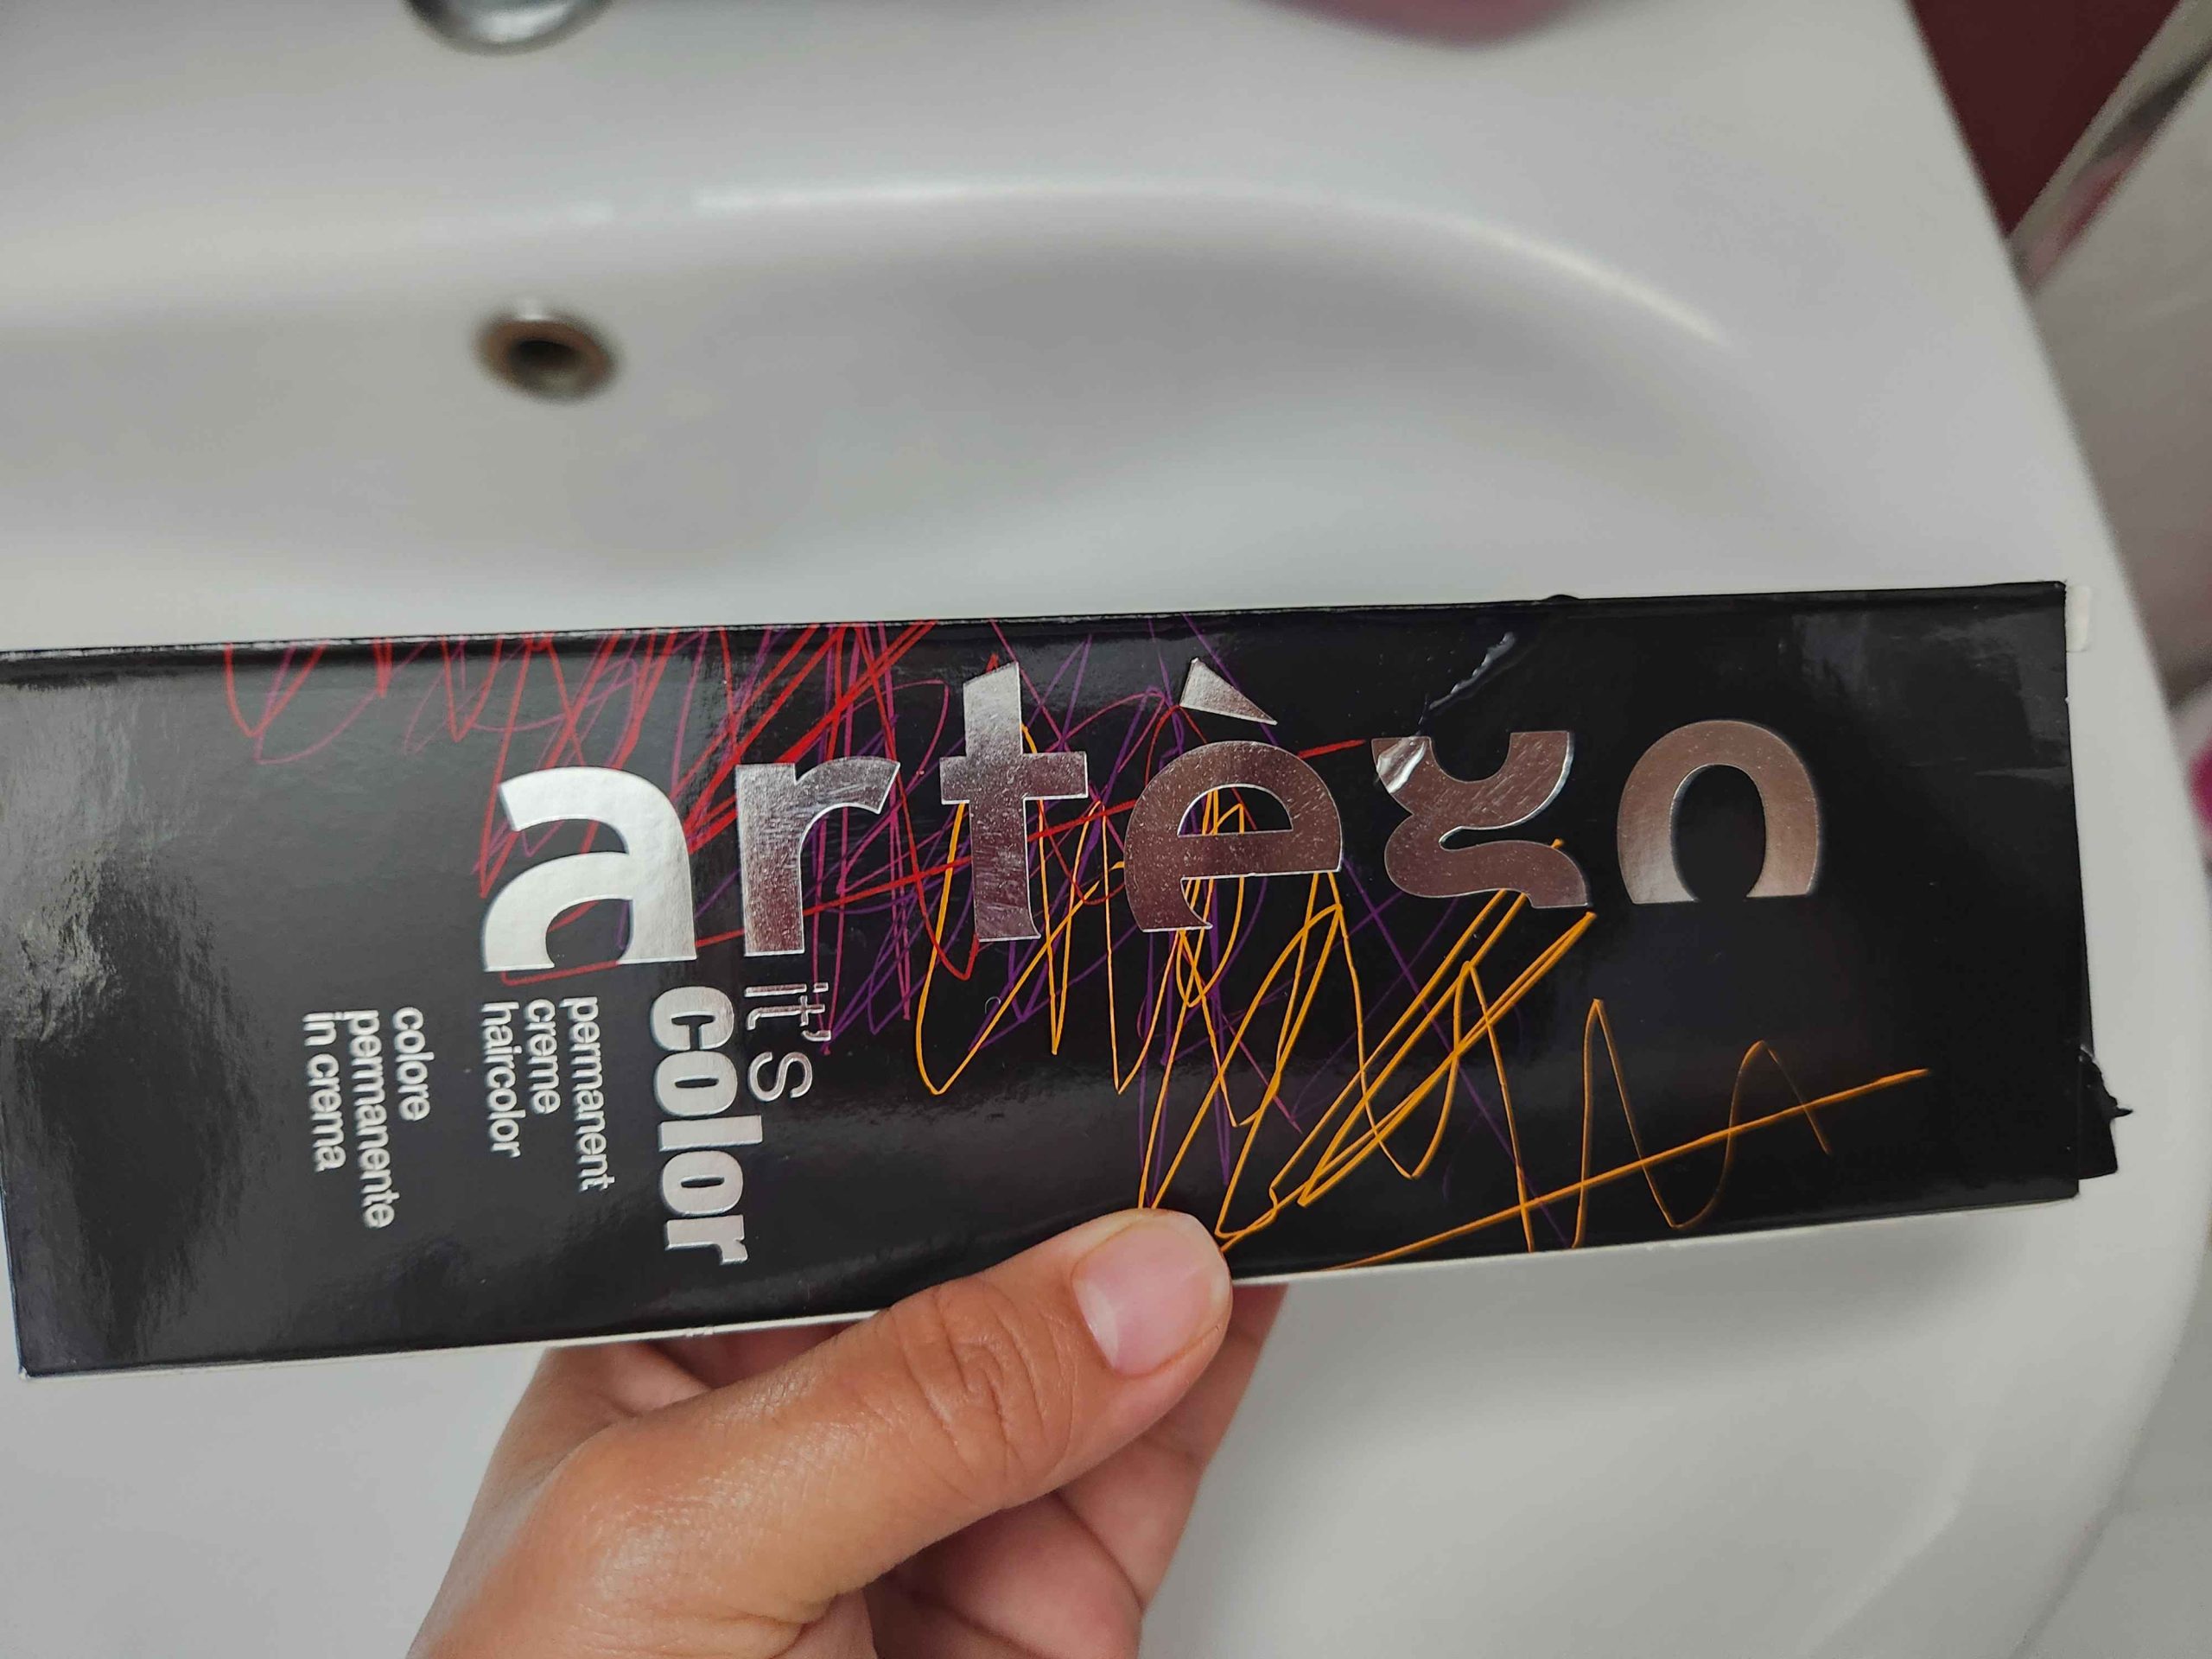 artègo
it's
color
permanent
creme
haircolor
colore
permanente
in crema